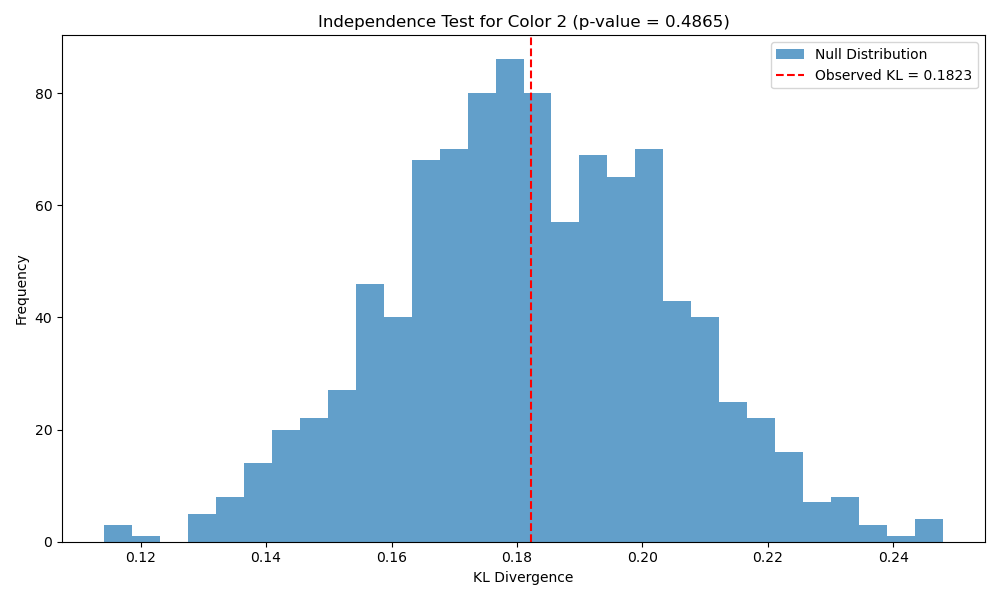 Independence Test for Color 2 (p-value = 0.4865)
Null Distribution
Observed KL = 0.1823
Frequency
80
60
40
20
0
0.12 0.14 0.16 0.18 0.20 0.22 0.24
KL Divergence